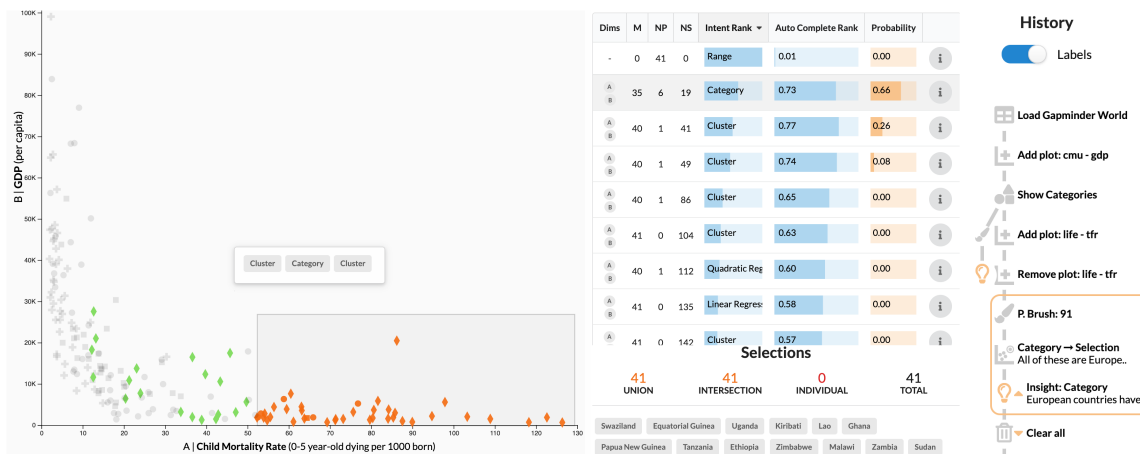 100K
90K
80K
70K
60K
50K
40K
30K
20K
10K
0
B | GDP (per capita)
0 10 20 30 40 50 60 70 80 90 100 110 120 130
A | Child Mortality Rate (0-5 year-old dying per 1000 born)
Cluster Category Cluster
Dims M NP NS Intent Rank Auto Complete Rank Probability
- 0 41 0 Range 0.01 0.00 i
A B 35 6 19 Category 0.73 0.66 i
A B 40 1 41 Cluster 0.77 0.26 i
A B 40 1 49 Cluster 0.74 0.08 i
A B 40 1 86 Cluster 0.65 0.00 i
A B 41 0 104 Cluster 0.63 0.00 i
A B 40 1 112 Quadratic Reg 0.60 0.00 i
A B 41 0 135 Linear Regres 0.58 0.00 i
A 41 0 142 Cluster 0.57 0.00 i
Selections
41 41 0 41
UNION INTERSECTION INDIVIDUAL TOTAL
Swaziland Equatorial Guinea Uganda Kiribati Lao Ghana
Papua New Guinea Tanzania Ethiopia Zimbabwe Malawi Zambia Sudan
History
Labels
Load Gapminder World
Add plot: cmu - gdp
Show Categories
Add plot: life - tfr
Remove plot: life - tfr
P. Brush: 91
Category → Selection
All of these are Europe..
Insight: Category
European countries have
Clear all